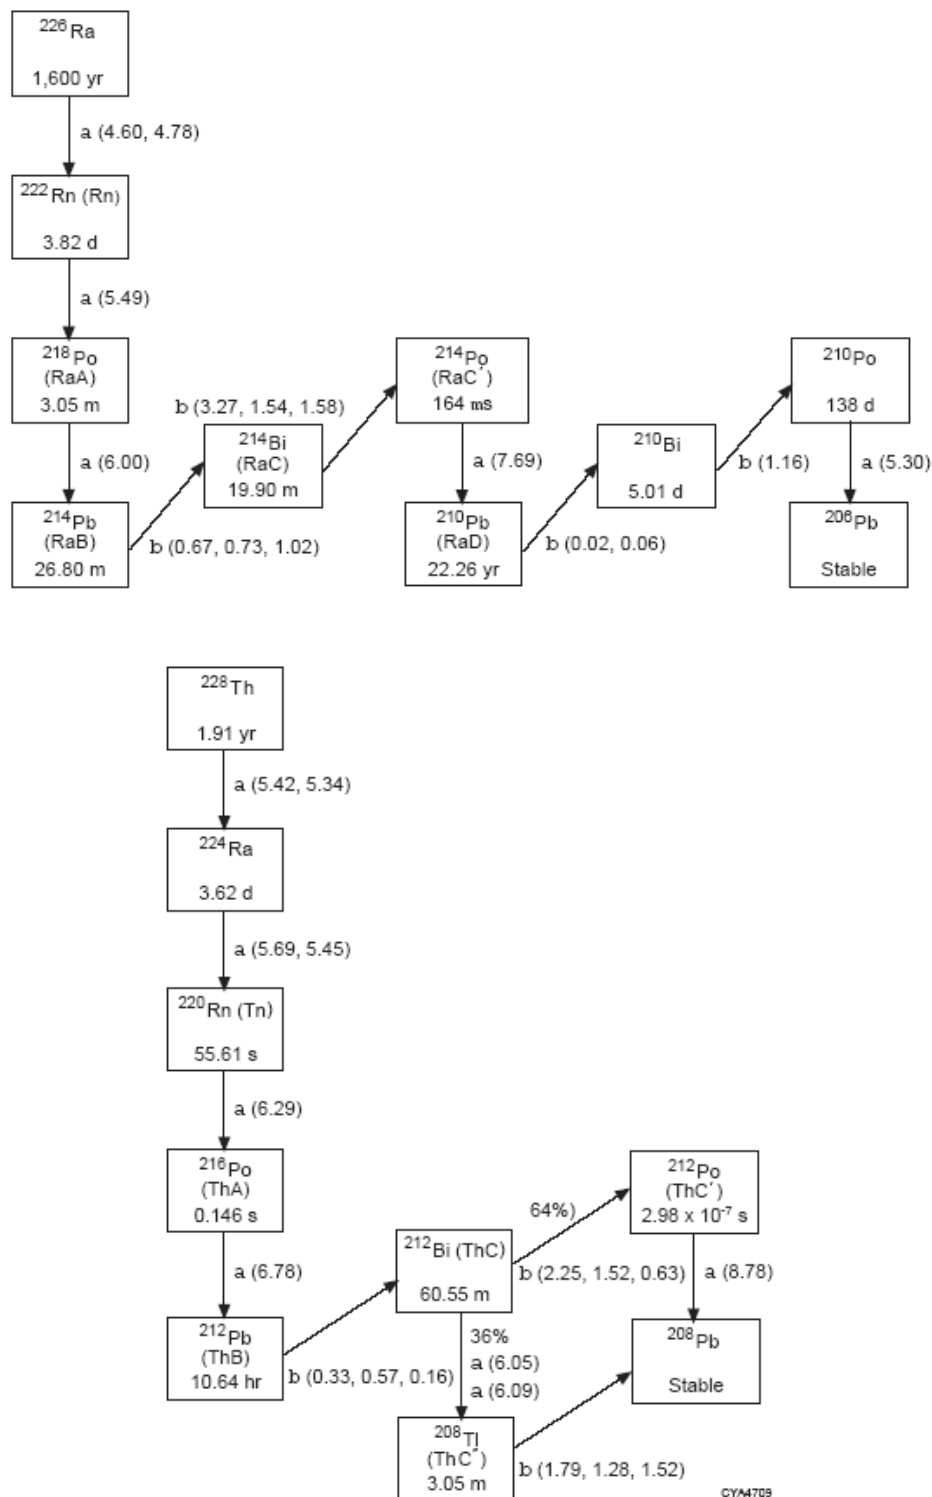 226Ra
1,600 yr
a (4.60, 4.78)
222Rn (Rn)
3.82 d
a (5.49)
218Po
(RaA)
3.05 m
214Po
(RaC´)
164 ms
210Po
138 d
b (3.27, 1.54, 1.58)
a (6.00)
214Bi
(RaC)
19.90 m
a (7.69)
210Bi
5.01 d
b (1.16)
a (5.30)
214Pb
(RaB)
26.80 m
b (0.67, 0.73, 1.02)
210Pb
(RaD)
22.26 yr
b (0.02, 0.06)
206Pb
Stable
228Th
1.91 yr
a (5.42, 5.34)
224Ra
3.62 d
a (5.69, 5.45)
220Rn (Tn)
55.61 s
a (6.29)
216Po
(ThA)
0.146 s
64%)
212Po
(ThC´)
2.98 x 10-7 s
a (6.78)
212Bi (ThC)
60.55 m
b (2.25, 1.52, 0.63)
a (8.78)
212Pb
(ThB)
10.64 hr
b (0.33, 0.57, 0.16)
36%
a (6.05)
a (6.09)
208Pb
Stable
208Tl
(ThC˝)
3.05 m
b (1.79, 1.28, 1.52)
CYA4709